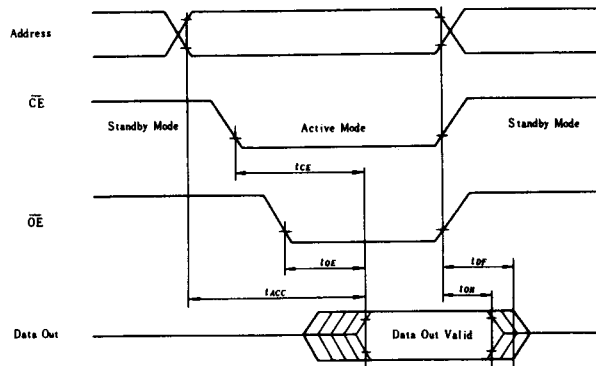 Address
CE
Standby Mode
Active Mode
Standby Mode
tCE
OE
tOE
tDF
tACC
tOH
Data Out
Data Out Valid